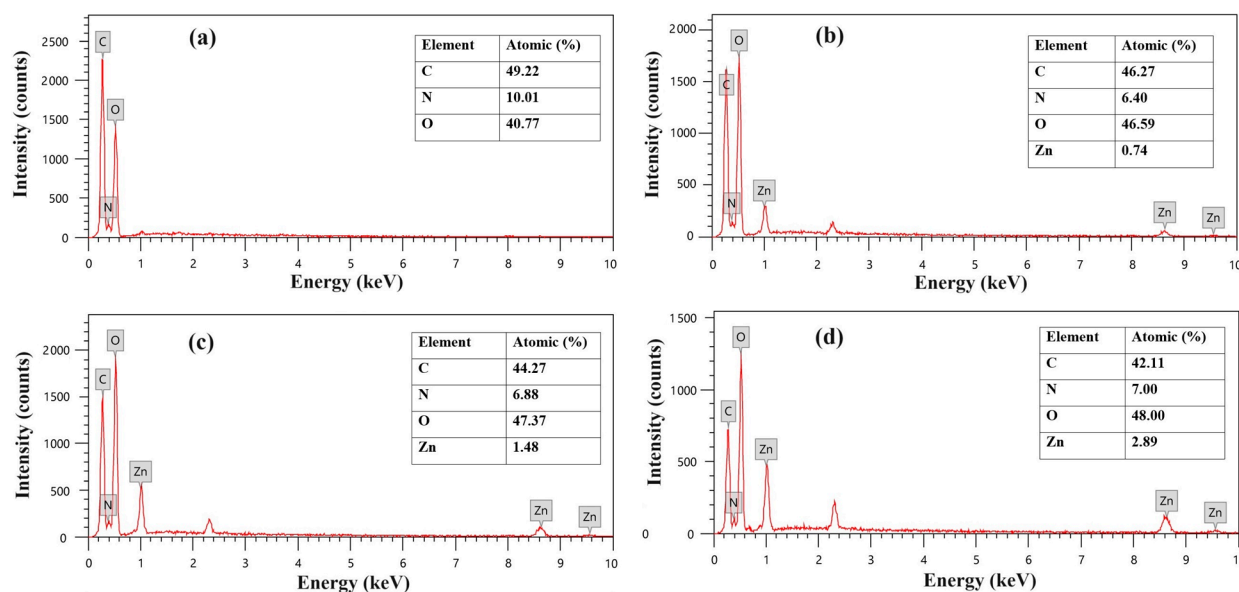 (a)
Intensity (counts)
2500
2000
1500
1000
500
0
C
O
N
Element Atomic (%)
C 49.22
N 10.01
O 40.77
0 1 2 3 4 5 6 7 8 9 10
Energy (keV)
(b)
Intensity (counts)
2000
1500
1000
500
0
O
C
N
Zn
Zn
Zn
Element Atomic (%)
C 46.27
N 6.40
O 46.59
Zn 0.74
0 1 2 3 4 5 6 7 8 9 10
Energy (keV)
(c)
Intensity (counts)
2000
1500
1000
500
0
O
C
N
Zn
Zn
Zn
Element Atomic (%)
C 44.27
N 6.88
O 47.37
Zn 1.48
0 1 2 3 4 5 6 7 8 9 10
Energy (keV)
(d)
Intensity (counts)
1500
1000
500
0
O
C
N
Zn
Zn
Zn
Element Atomic (%)
C 42.11
N 7.00
O 48.00
Zn 2.89
0 1 2 3 4 5 6 7 8 9 10
Energy (keV)